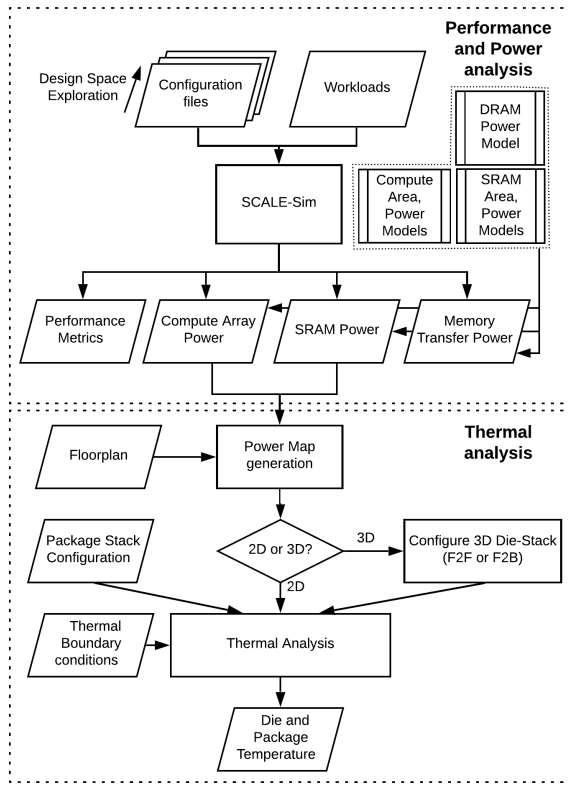 Performance
and Power
analysis
Design Space
Exploration
Configuration
files
Workloads
DRAM
Power
Model
Compute
Area,
Power
Models
SRAM
Area,
Power
Models
SCALE-Sim
Performance
Metrics
Compute Array
Power
SRAM Power
Memory
Transfer Power
Thermal
analysis
Floorplan
Power Map
generation
Package Stack
Configuration
2D or 3D?
3D
Configure 3D Die-Stack
(F2F or F2B)
2D
Thermal
Boundary
conditions
Thermal Analysis
Die and
Package
Temperature